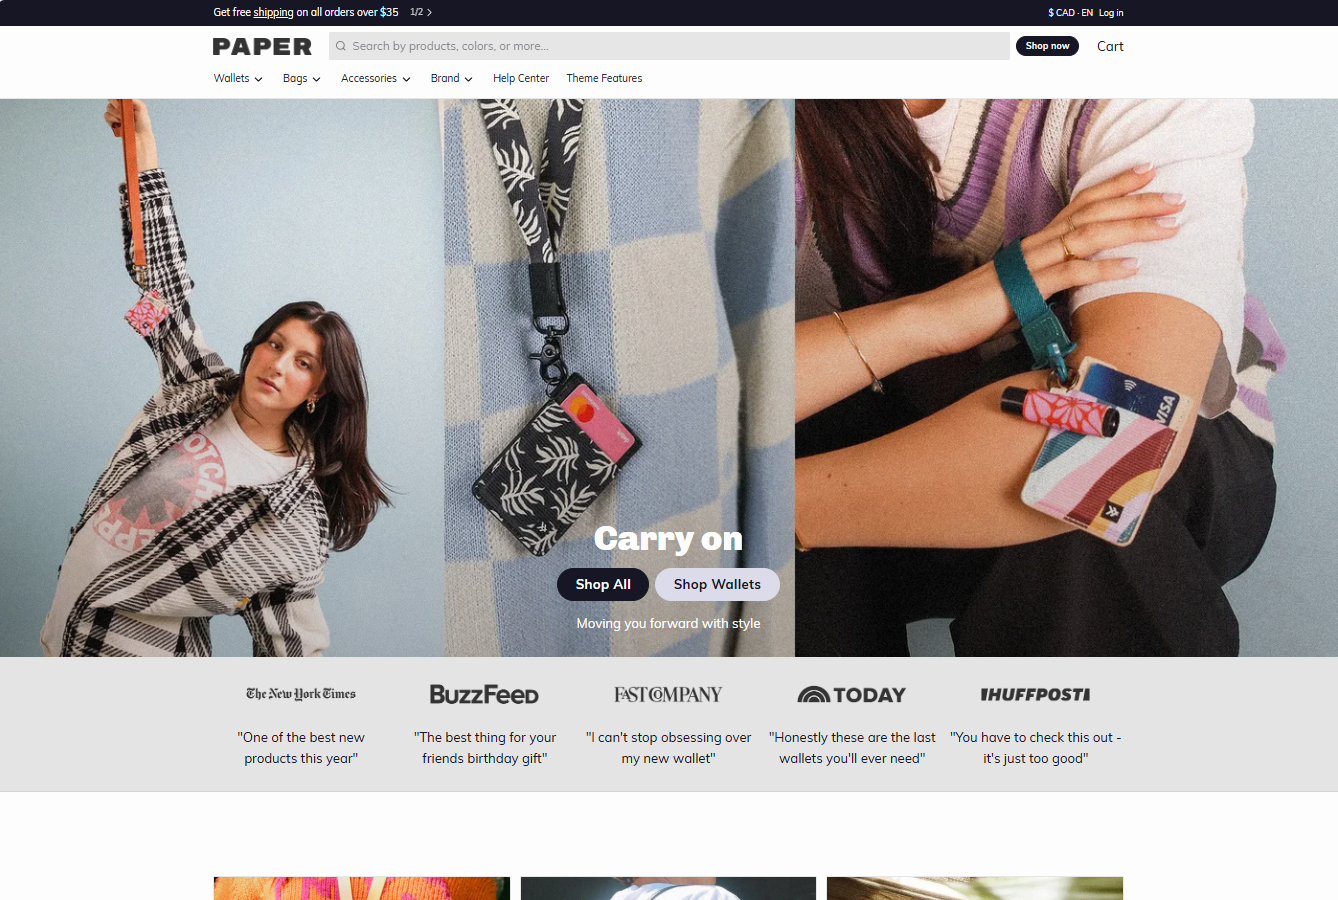 Get free shipping on all orders over $35
1/2
$ CAD · EN
Log in
PAPER
Search by products, colors, or more...
Shop now
Cart
Wallets
Bags
Accessories
Brand
Help Center
Theme Features
VISA
Carry on
Shop All
Shop Wallets
Moving you forward with style
The New York Times
BuzzFeed
FAST COMPANY
TODAY
HUFFPOST
"One of the best new
products this year"
"The best thing for your
friends birthday gift"
"I can't stop obsessing over
my new wallet"
"Honestly these are the last
wallets you'll ever need"
"You have to check this out -
it's just too good"